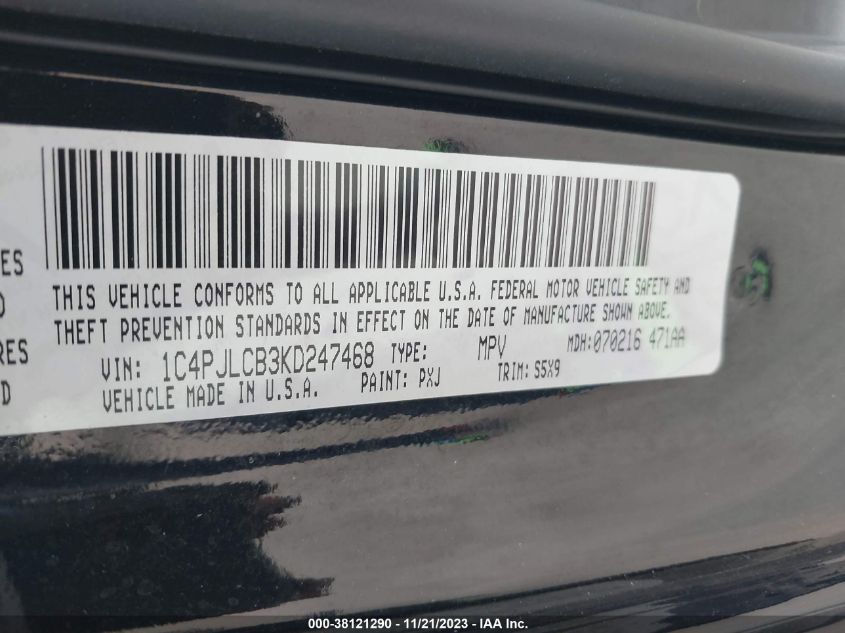 ES
THIS VEHICLE CONFORMS TO ALL APPLICABLE U.S.A. FEDERAL MOTOR VEHICLE SAFETY AND
THEFT PREVENTION STANDARDS IN EFFECT ON THE DATE OF MANUFACTURE SHOWN ABOVE.
RES
D
VIN: 1C4PJLCB3KD247468 TYPE: MPV MDH:070216 471AA
VEHICLE MADE IN U.S.A. PAINT: PXJ TRIM: S5X9
000-38121290 - 11/21/2023 - IAA Inc.